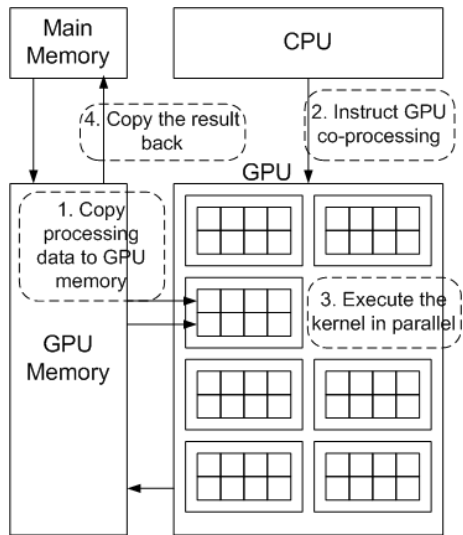 Main
Memory
CPU
4. Copy the result
back
2. Instruct GPU
co-processing
GPU
1. Copy
processing
data to GPU
memory
3. Execute the
kernel in parallel
GPU
Memory